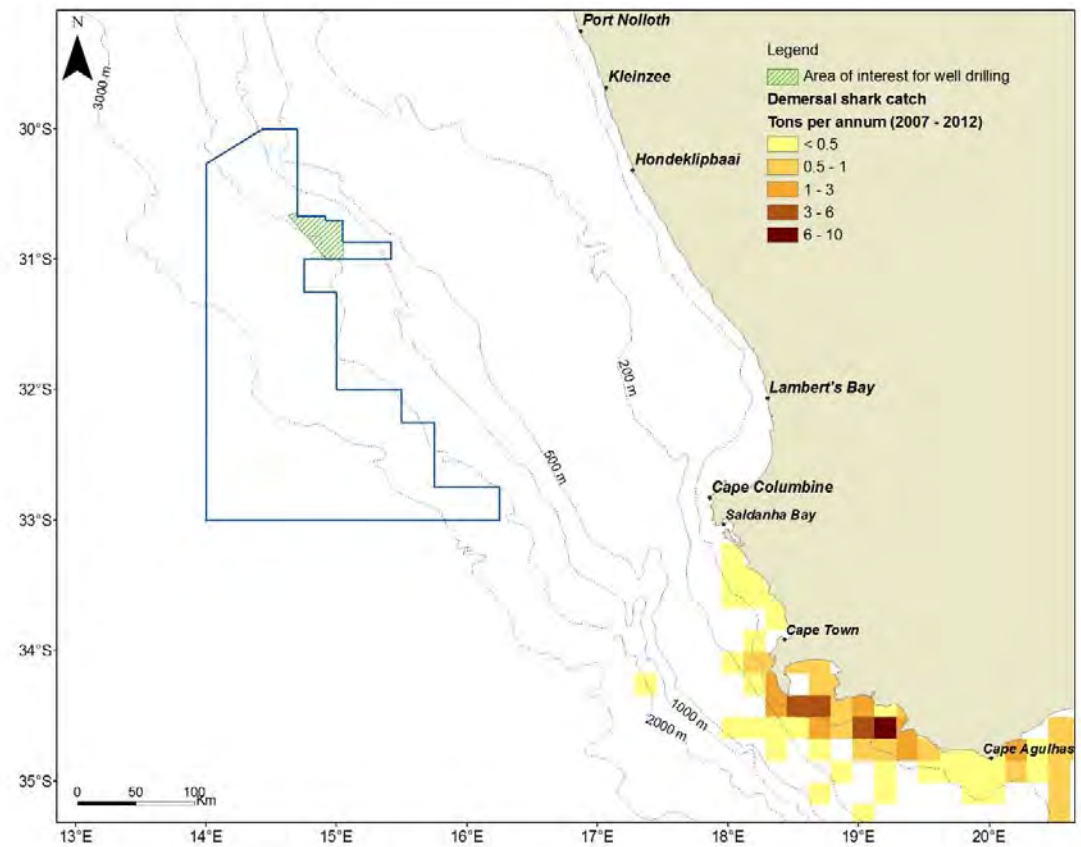 N
Port Nolloth
Legend
Area of interest for well drilling
Demersal shark catch
Tons per annum (2007 - 2012)
< 0.5
0.5 - 1
1 - 3
3 - 6
6 - 10
Kleinzee
3000 m
30°S
Hondeklipbaai
31°S
200 m
32°S
Lambert's Bay
500 m
Cape Columbine
Saldanha Bay
33°S
34°S
Cape Town
1000 m
2000 m
Cape Agulhas
35°S
0 50 100
Km
13°E 14°E 15°E 16°E 17°E 18°E 19°E 20°E